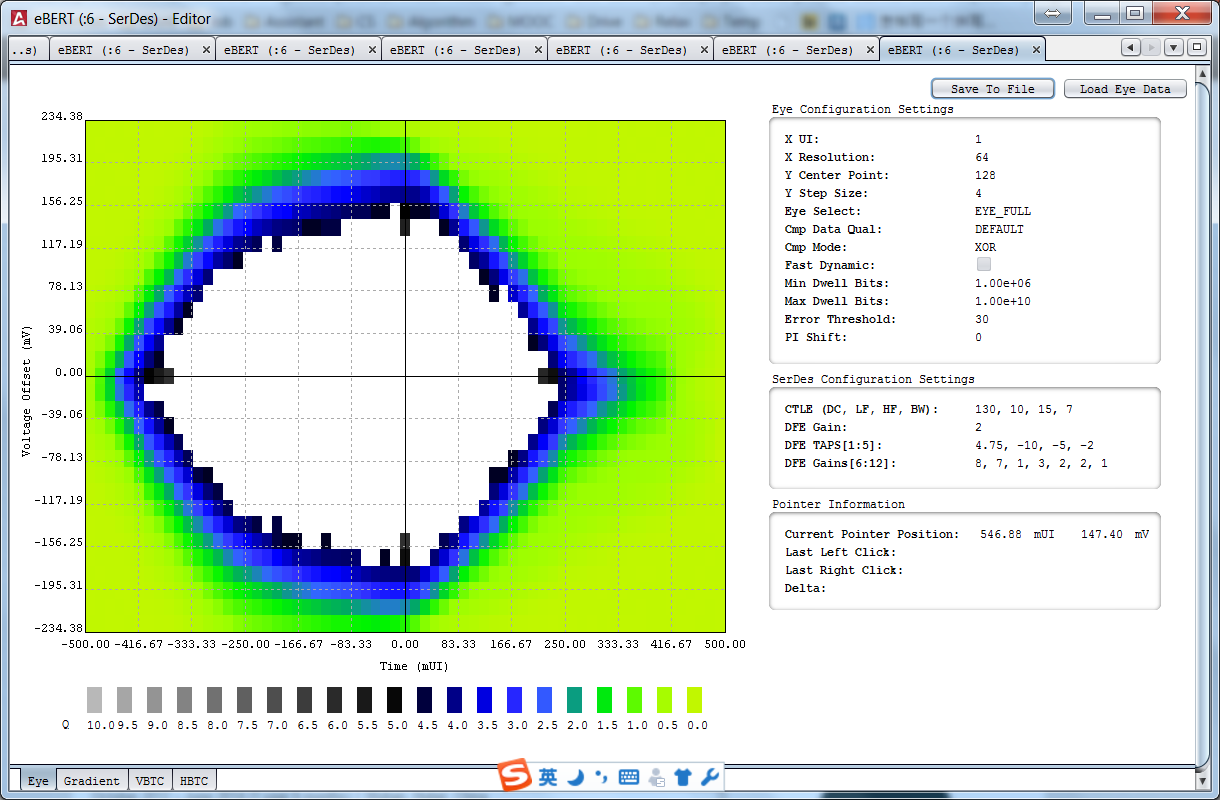 eBERT (:6 - SerDes) - Editor
..s) eBERT (:6 - SerDes) eBERT (:6 - SerDes) eBERT (:6 - SerDes) eBERT (:6 - SerDes) eBERT (:6 - SerDes) eBERT (:6 - SerDes)
Save To File Load Eye Data
Eye Configuration Settings
X UI: 1
X Resolution: 64
Y Center Point: 128
Y Step Size: 4
Eye Select: EYE_FULL
Cmp Data Qual: DEFAULT
Cmp Mode: XOR
Fast Dynamic:
Min Dwell Bits: 1.00e+06
Max Dwell Bits: 1.00e+10
Error Threshold: 30
PI Shift: 0
SerDes Configuration Settings
CTLE (DC, LF, HF, BW): 130, 10, 15, 7
DFE Gain: 2
DFE TAPS[1:5]: 4.75, -10, -5, -2
DFE Gains[6:12]: 8, 7, 1, 3, 2, 2, 1
Pointer Information
Current Pointer Position: 546.88 mUI 147.40 mV
Last Left Click:
Last Right Click:
Delta:
Voltage Offset (mV)
234.38
195.31
156.25
117.19
78.13
39.06
0.00
-39.06
-78.13
-117.19
-156.25
-195.31
-234.38
-500.00 -416.67 -333.33 -250.00 -166.67 -83.33 0.00 83.33 166.67 250.00 333.33 416.67 500.00
Time (mUI)
Q 10.0 9.5 9.0 8.5 8.0 7.5 7.0 6.5 6.0 5.5 5.0 4.5 4.0 3.5 3.0 2.5 2.0 1.5 1.0 0.5 0.0
Eye Gradient VBTC HBTC
英